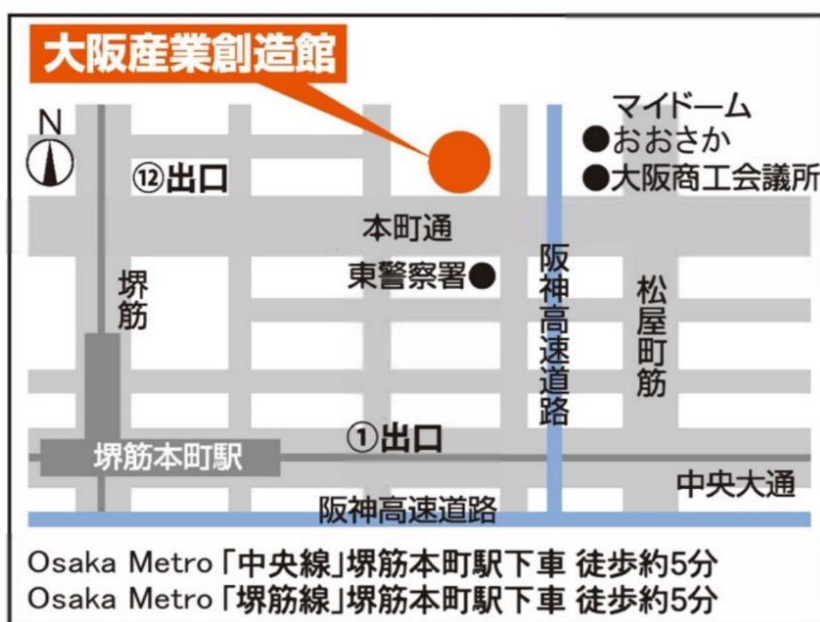 大阪産業創造館
N
⑫出口
マイドーム
おおさか
大阪商工会議所
本町通
東警察署
堺筋
阪神高速道路
松屋町筋
①出口
堺筋本町駅
中央大通
阪神高速道路
Osaka Metro「中央線」堺筋本町駅下車 徒歩約5分
Osaka Metro「堺筋線」堺筋本町駅下車 徒歩約5分